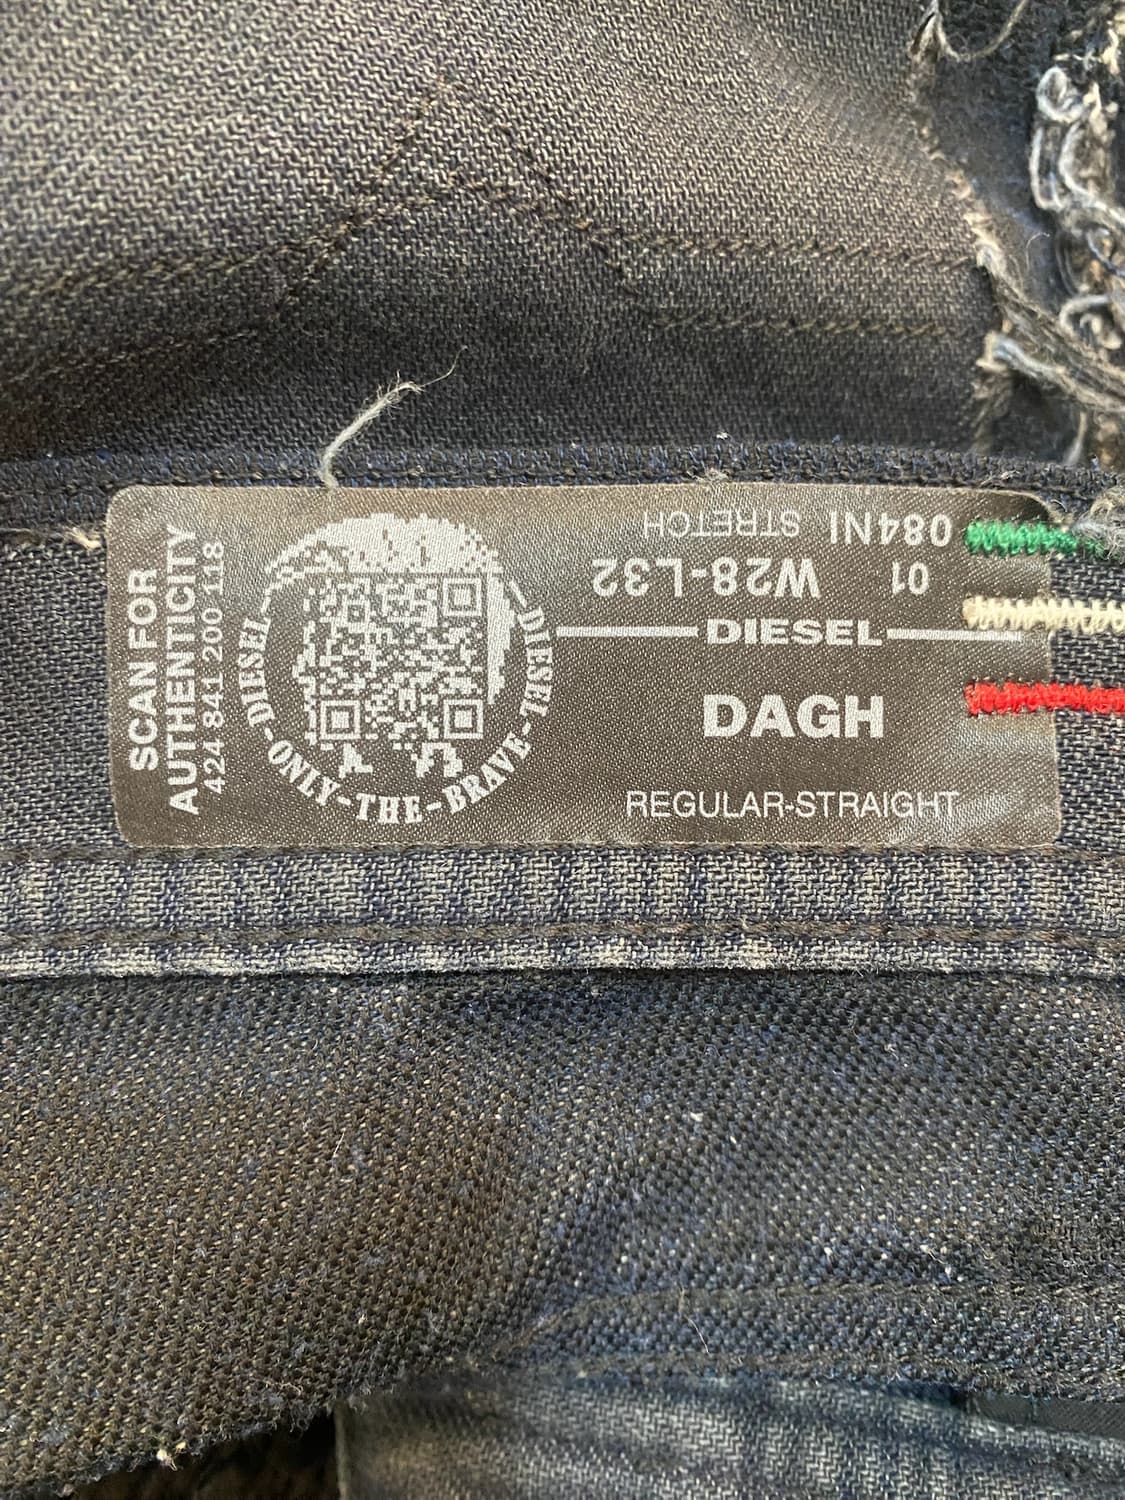 SCAN FOR
AUTHENTICITY
424 841 200 118
DIESEL-ONLY-THE-BRAVE-DIESEL
084NI STRETCH
01 W28-L32
DIESEL
DAGH
REGULAR-STRAIGHT